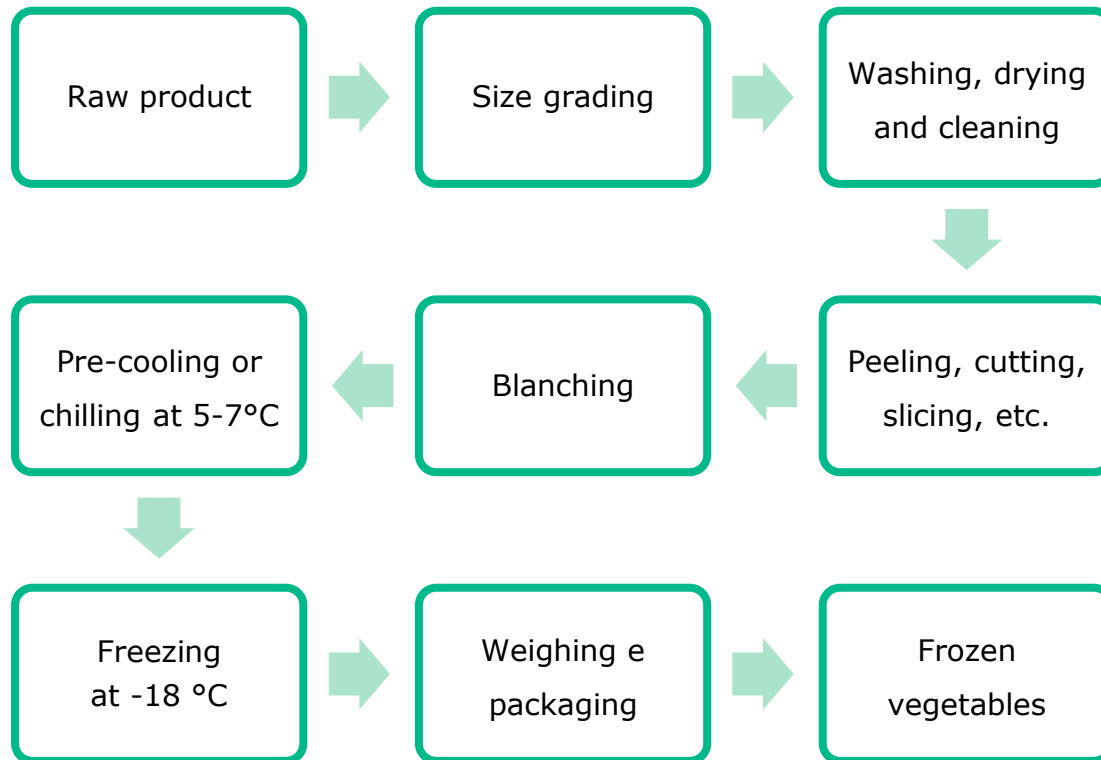 Raw product
Size grading
Washing, drying
and cleaning
Peeling, cutting,
slicing, etc.
Blanching
Pre-cooling or
chilling at 5-7°C
Freezing
at -18 °C
Weighing e
packaging
Frozen
vegetables